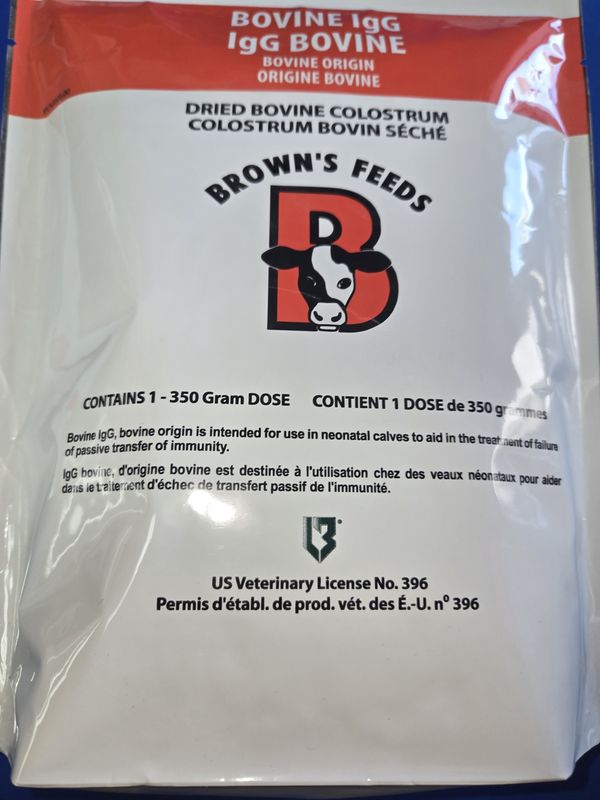 BOVINE IgG
IgG BOVINE
BOVINE ORIGIN
ORIGINE BOVINE
DRIED BOVINE COLOSTRUM
COLOSTRUM BOVIN SÉCHÉ
BROWN'S FEEDS
B
CONTAINS 1 - 350 Gram DOSE CONTIENT 1 DOSE de 350 grammes
Bovine IgG, bovine origin is intended for use in neonatal calves to aid in the treatment of failure
of passive transfer of immunity.
IgG bovine, d'origine bovine est destinée à l'utilisation chez des veaux néonataux pour aider
dans le traitement d'échec de transfert passif de l'immunité.
US Veterinary License No. 396
Permis d'établ. de prod. vét. des É.-U. nº 396